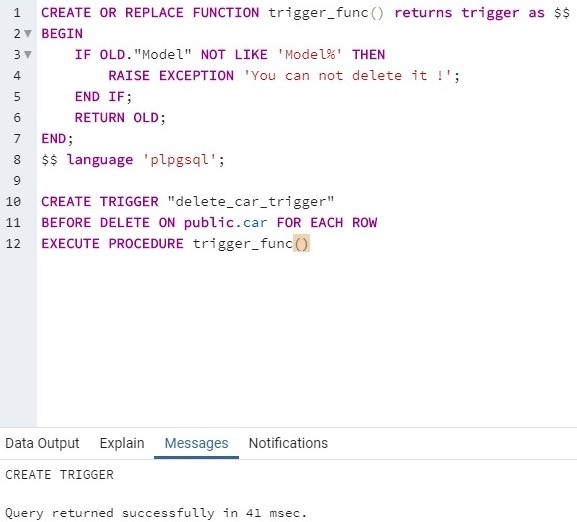 1 CREATE OR REPLACE FUNCTION trigger_func() returns trigger as $$
2 BEGIN
3     IF OLD."Model" NOT LIKE 'Model%' THEN
4         RAISE EXCEPTION 'You can not delete it !';
5     END IF;
6     RETURN OLD;
7 END;
8 $$ language 'plpgsql';
9
10 CREATE TRIGGER "delete_car_trigger"
11 BEFORE DELETE ON public.car FOR EACH ROW
12 EXECUTE PROCEDURE trigger_func()
Data Output Explain Messages Notifications
CREATE TRIGGER
Query returned successfully in 41 msec.